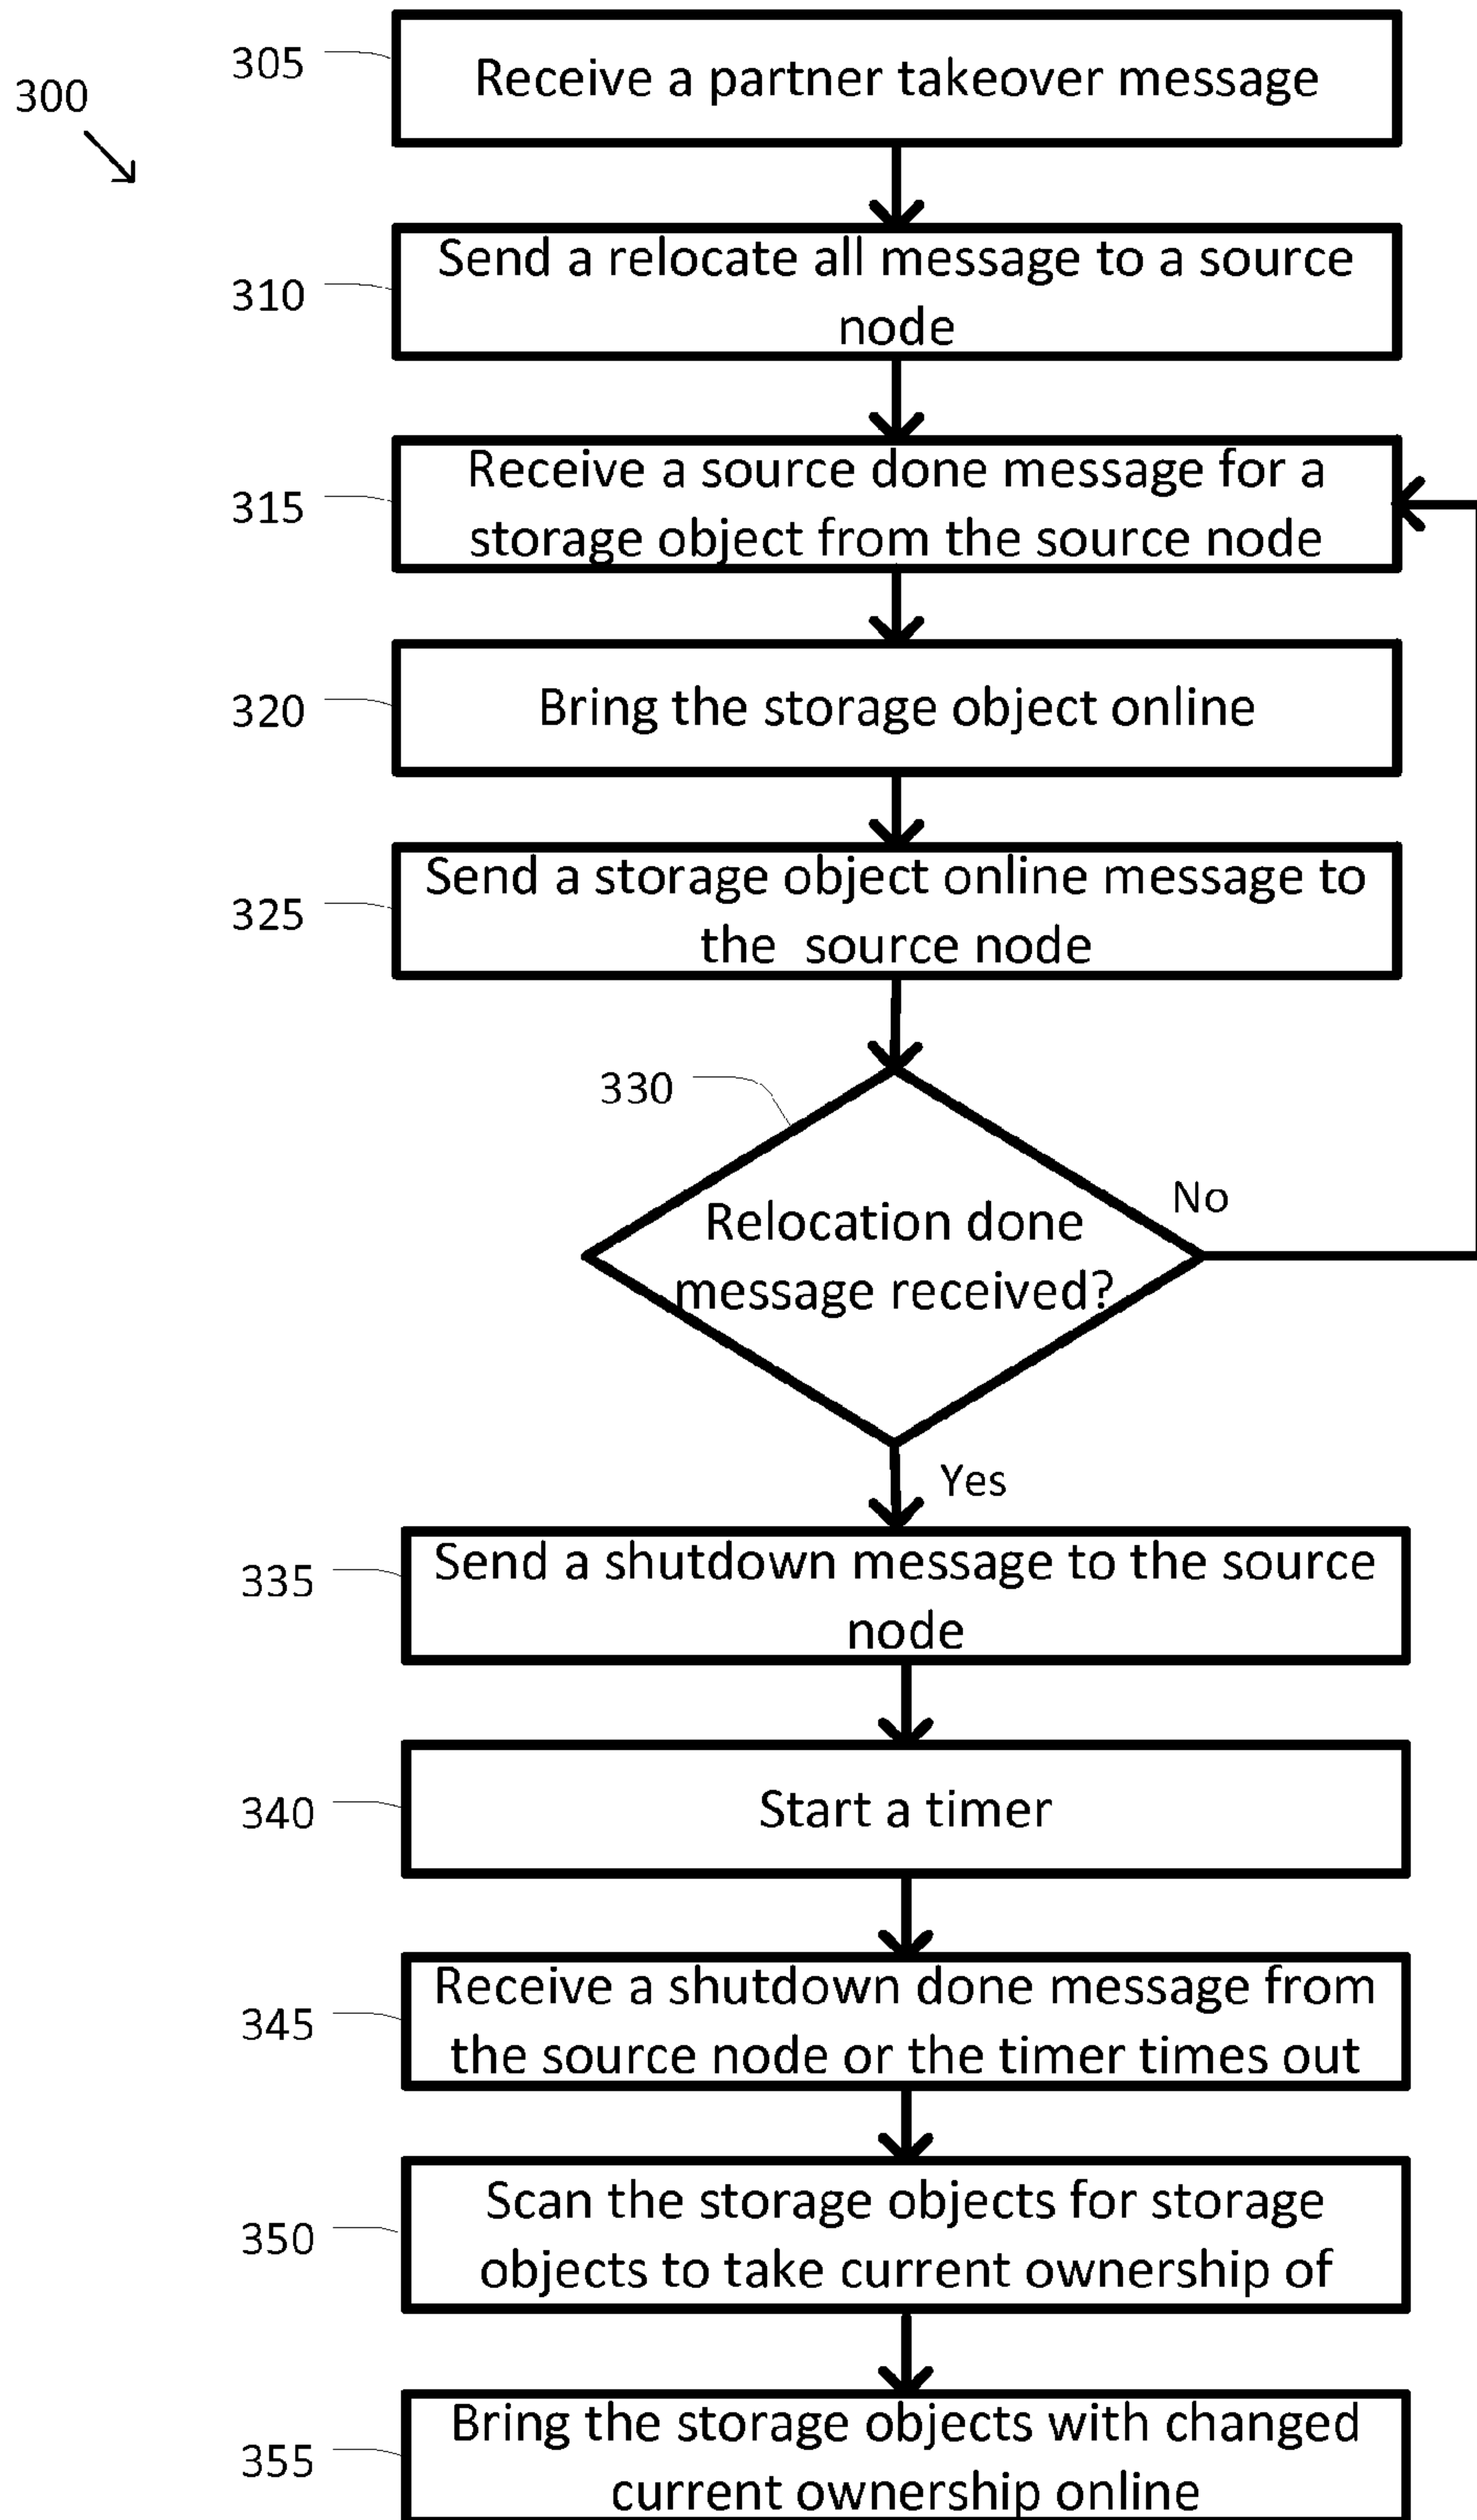 300
305
Receive a partner takeover message
310
Send a relocate all message to a source
node
315
Receive a source done message for a
storage object from the source node
320
Bring the storage object online
325
Send a storage object online message to
the source node
330
Relocation done
message received?
No
Yes
335
Send a shutdown message to the source
node
340
Start a timer
345
Receive a shutdown done message from
the source node or the timer times out
350
Scan the storage objects for storage
objects to take current ownership of
355
Bring the storage objects with changed
current ownership online